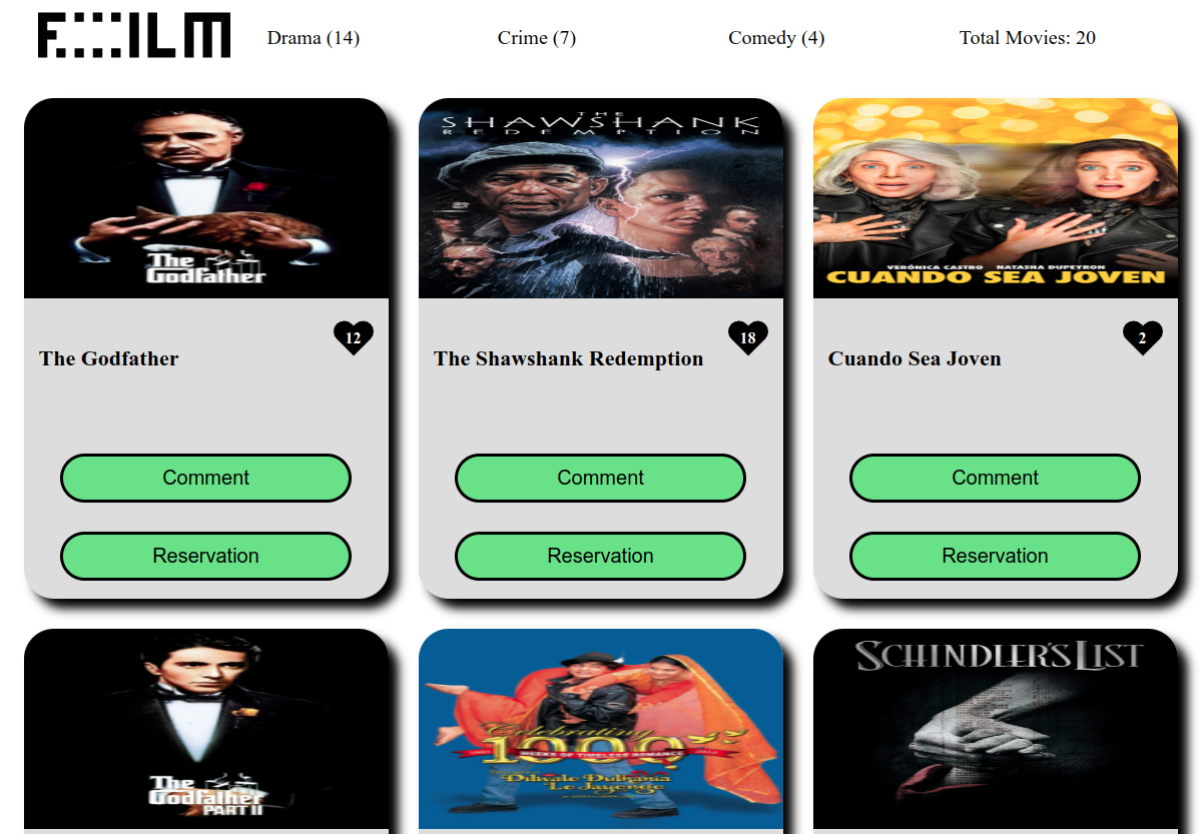 F::::ILM
Drama (14)
Crime (7)
Comedy (4)
Total Movies: 20
The
Godfather
THE
SHAWSHANK
REDEMPTION
VERÓNICA CASTRO NATASHA DUPEYRON
CUANDO SEA JOVEN
12
The Godfather
18
The Shawshank Redemption
2
Cuando Sea Joven
Comment
Comment
Comment
Reservation
Reservation
Reservation
The
Godfather
PART II
Celebrating
1000
WEEKS OF TIMELESS ROMANCE
Dilwale Dulhania
Le Jayenge
SCHINDLER'S LIST